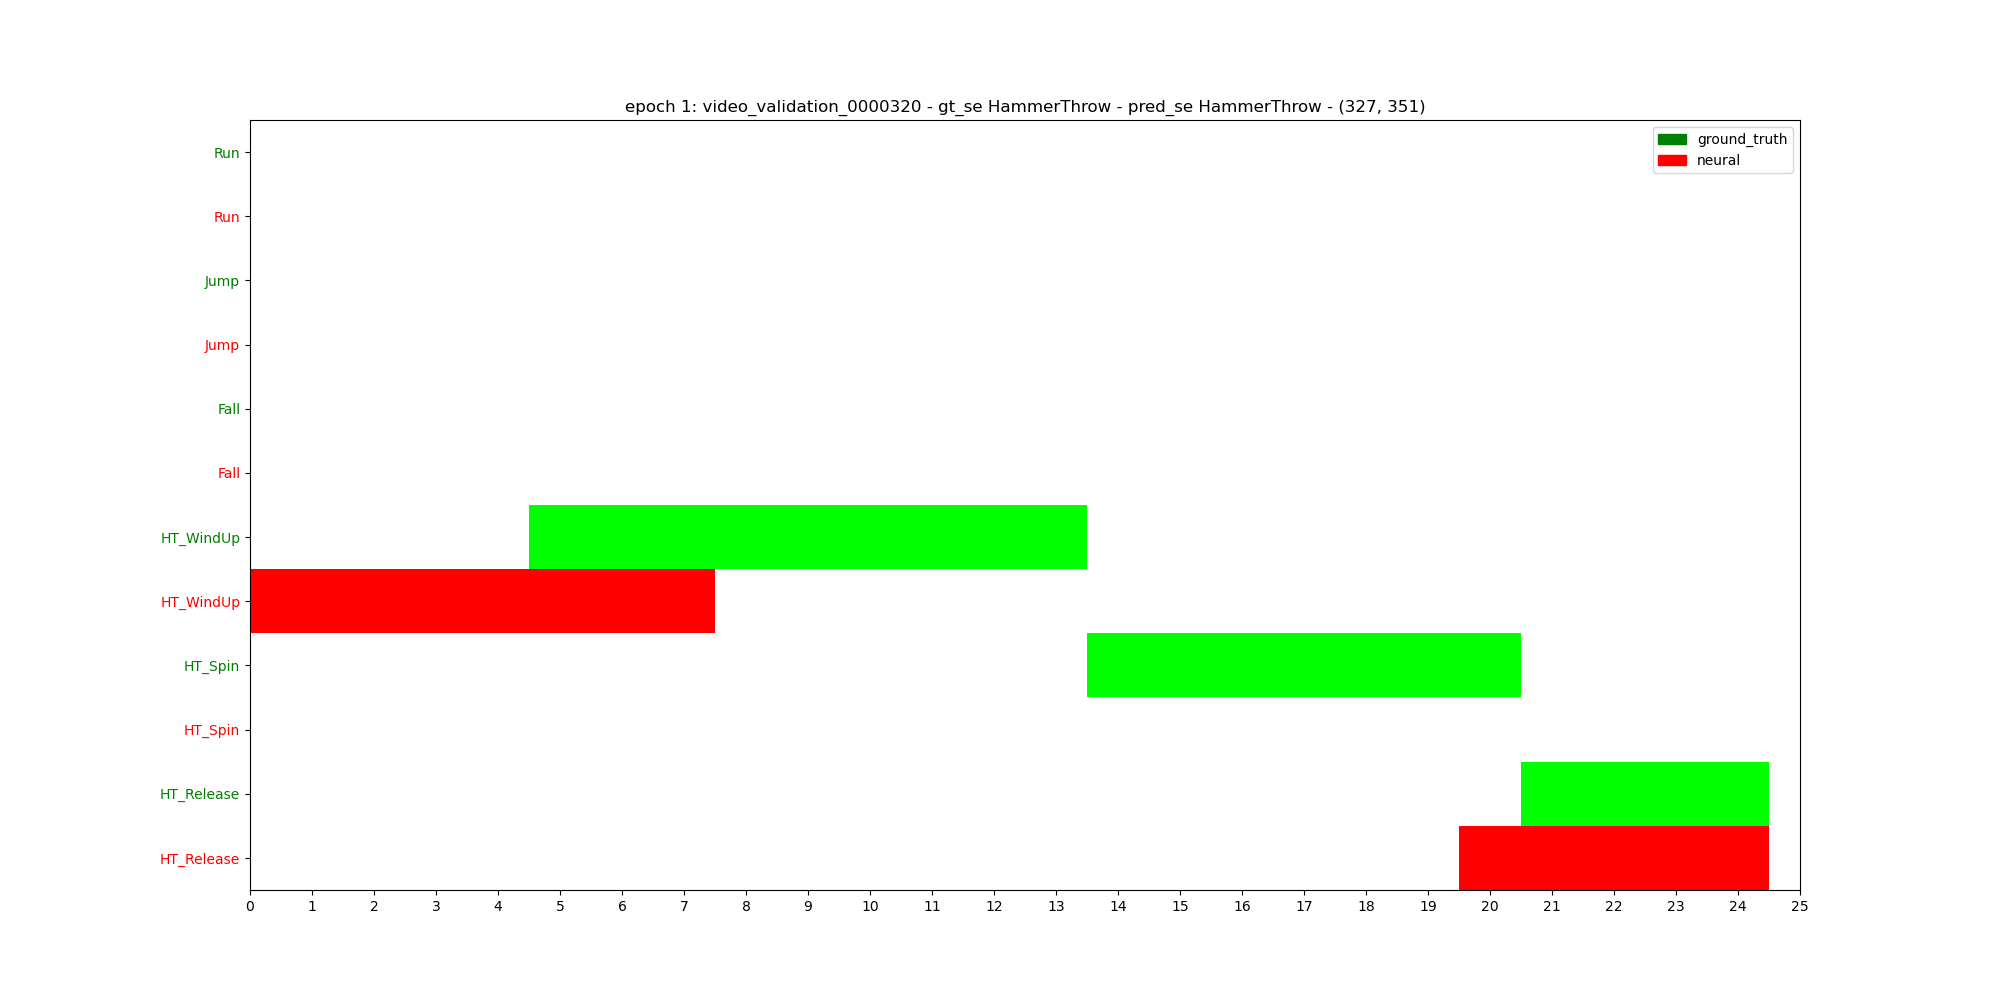 epoch 1: video_validation_0000320 - gt_se HammerThrow - pred_se HammerThrow - (327, 351)
ground_truth
neural
Run
Run
Jump
Jump
Fall
Fall
HT_WindUp
HT_WindUp
HT_Spin
HT_Spin
HT_Release
HT_Release
0 1 2 3 4 5 6 7 8 9 10 11 12 13 14 15 16 17 18 19 20 21 22 23 24 25